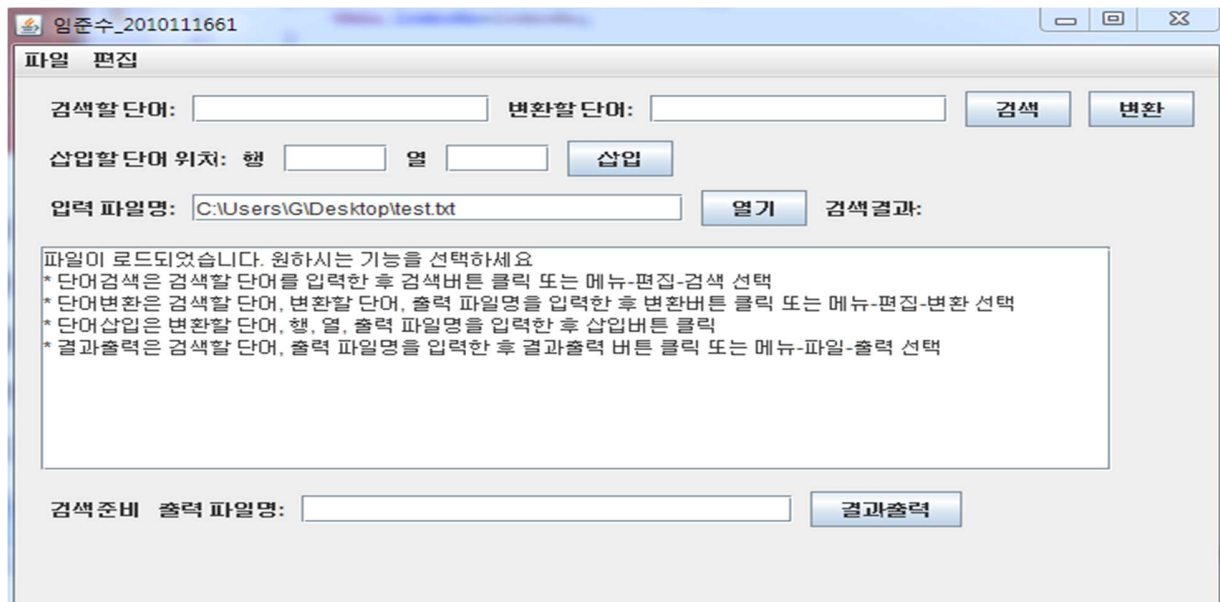 임준수_2010111661
파일 편집
검색할 단어: 변환할 단어: 검색 변환
삽입할 단어 위치: 행 열 삽입
입력 파일명: C:\Users\G\Desktop\test.txt 열기 검색결과:
파일이 로드되었습니다. 원하시는 기능을 선택하세요
* 단어검색은 검색할 단어를 입력한 후 검색버튼 클릭 또는 메뉴-편집-검색 선택
* 단어변환은 검색할 단어, 변환할 단어, 출력 파일명을 입력한 후 변환버튼 클릭 또는 메뉴-편집-변환 선택
* 단어삽입은 변환할 단어, 행, 열, 출력 파일명을 입력한 후 삽입버튼 클릭
* 결과출력은 검색할 단어, 출력 파일명을 입력한 후 결과출력 버튼 클릭 또는 메뉴-파일-출력 선택
검색준비 출력 파일명: 결과출력